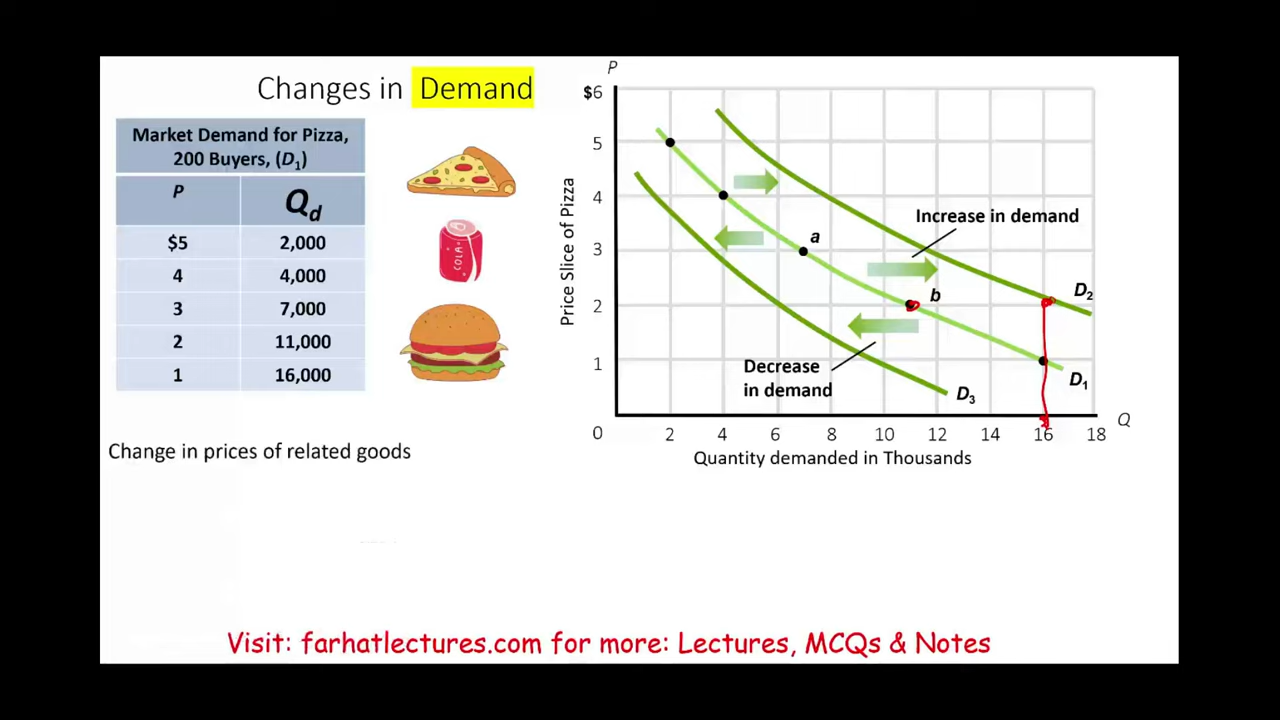 Changes in Demand
Market Demand for Pizza,
200 Buyers, (D1)
P Qd
$5 2,000
4 4,000
3 7,000
2 11,000
1 16,000
COLA
Change in prices of related goods
P
$6
5
4
3
2
1
0
Price Slice of Pizza
a
b
Increase in demand
Decrease
in demand
D2
D1
D3
2 4 6 8 10 12 14 16 18
Q
Quantity demanded in Thousands
Visit: farhatlectures.com for more: Lectures, MCQs & Notes